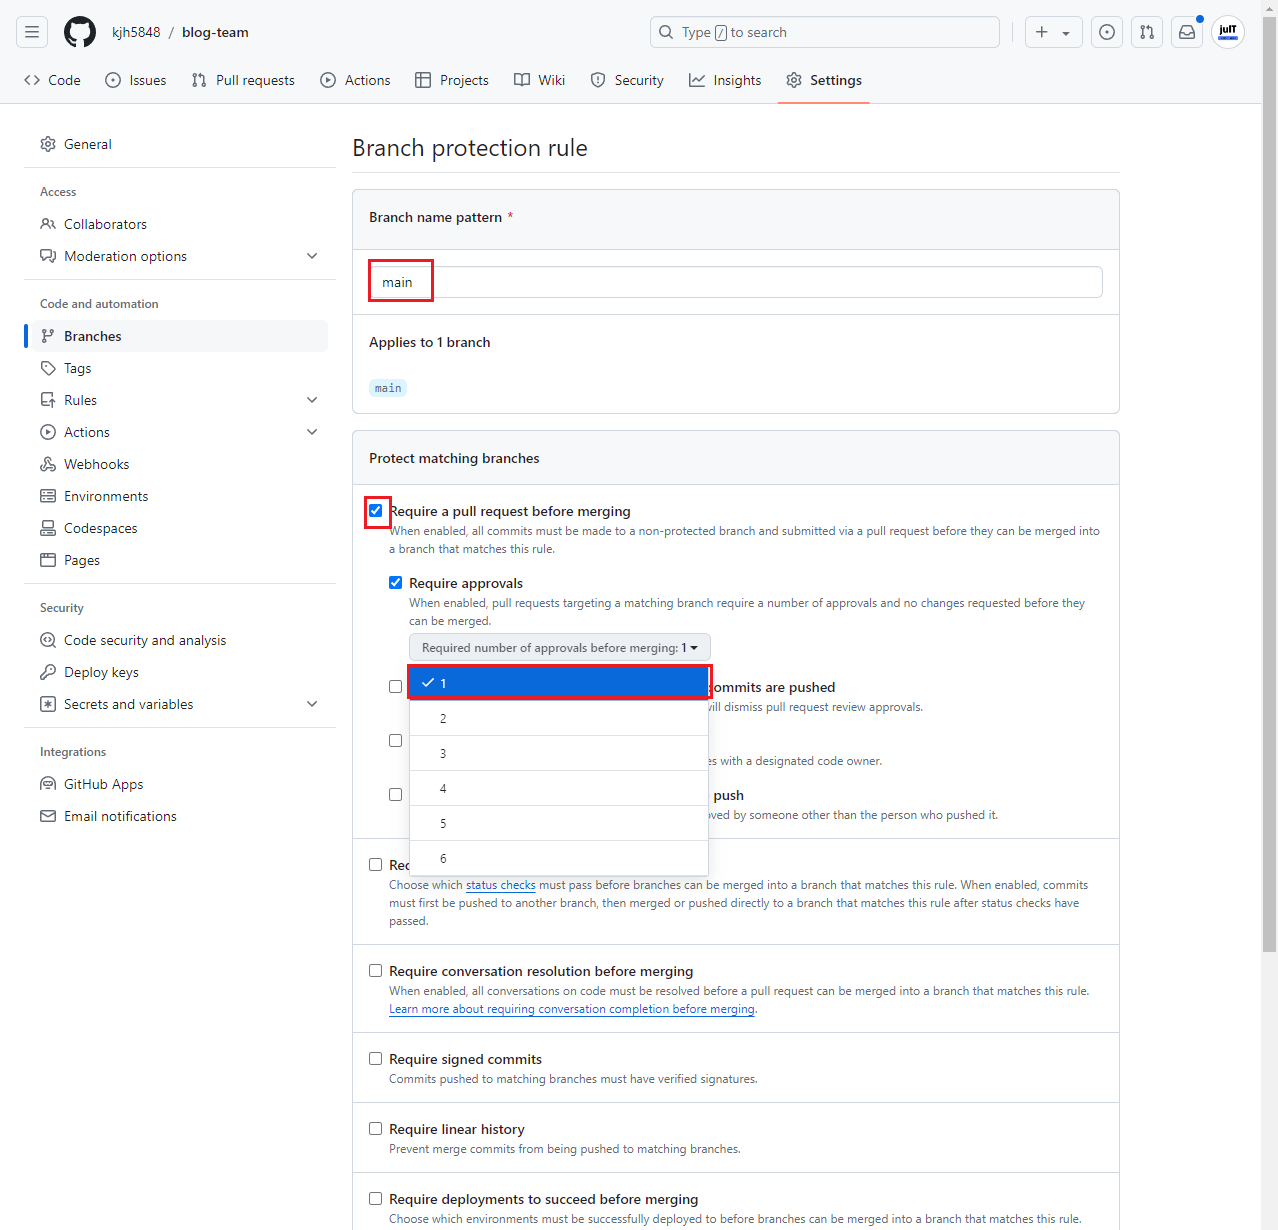 kjh5848 / blog-team
Type / to search
juIT
Code
Issues
Pull requests
Actions
Projects
Wiki
Security
Insights
Settings
General
Access
Collaborators
Moderation options
Code and automation
Branches
Tags
Rules
Actions
Webhooks
Environments
Codespaces
Pages
Security
Code security and analysis
Deploy keys
Secrets and variables
Integrations
GitHub Apps
Email notifications
Branch protection rule
Branch name pattern *
main
Applies to 1 branch
main
Protect matching branches
Require a pull request before merging
When enabled, all commits must be made to a non-protected branch and submitted via a pull request before they can be merged into
a branch that matches this rule.
Require approvals
When enabled, pull requests targeting a matching branch require a number of approvals and no changes requested before they
can be merged.
Required number of approvals before merging: 1
1
2
3
4
5
6
commits are pushed
will dismiss pull request review approvals.
with a designated code owner.
push
by someone other than the person who pushed it.
Choose which status checks must pass before branches can be merged into a branch that matches this rule. When enabled, commits
must first be pushed to another branch, then merged or pushed directly to a branch that matches this rule after status checks have
passed.
Require conversation resolution before merging
When enabled, all conversations on code must be resolved before a pull request can be merged into a branch that matches this rule.
Learn more about requiring conversation completion before merging.
Require signed commits
Commits pushed to matching branches must have verified signatures.
Require linear history
Prevent merge commits from being pushed to matching branches.
Require deployments to succeed before merging
Choose which environments must be successfully deployed to before branches can be merged into a branch that matches this rule.